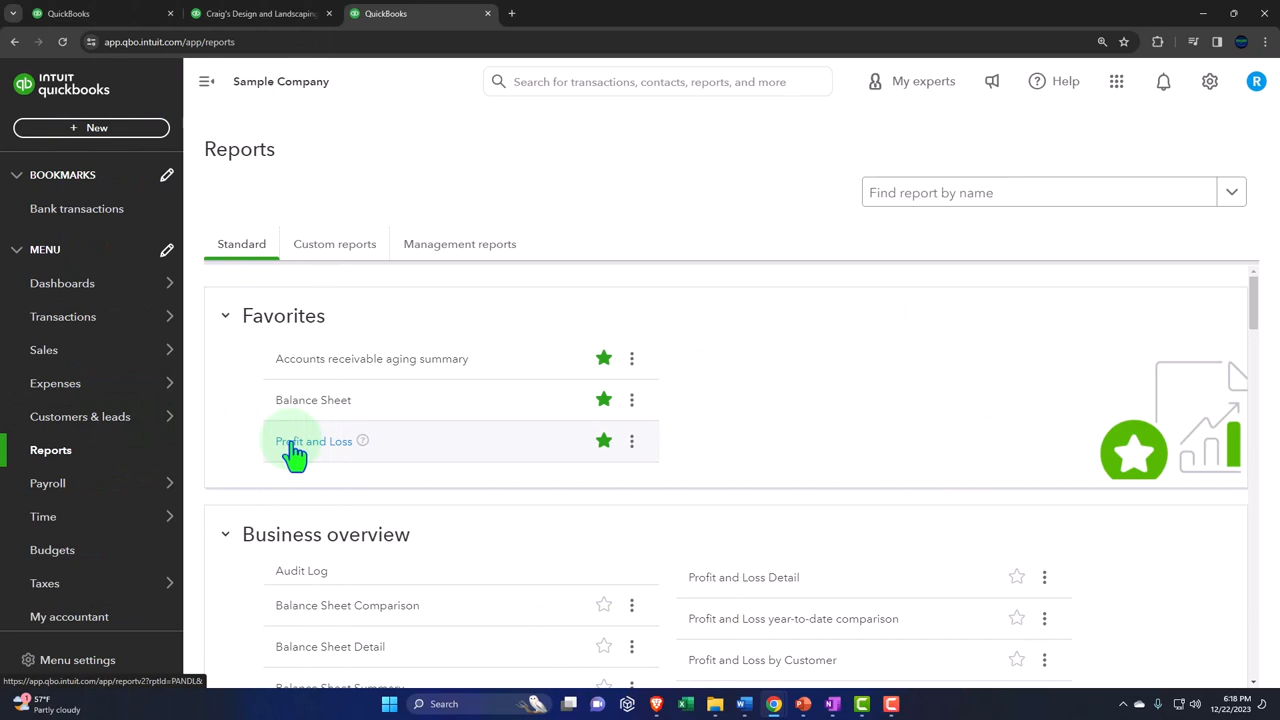 QuickBooks
Craig's Design and Landscaping
QuickBooks
app.qbo.intuit.com/app/reports
INTUIT
quickbooks
Sample Company
Search for transactions, contacts, reports, and more
My experts
Help
R
+ New
Reports
BOOKMARKS
Bank transactions
Find report by name
MENU
Standard
Custom reports
Management reports
Dashboards
Transactions
Sales
Expenses
Customers & leads
Reports
Payroll
Time
Budgets
Taxes
My accountant
Menu settings
Favorites
Accounts receivable aging summary
Balance Sheet
Profit and Loss
Business overview
Audit Log
Balance Sheet Comparison
Balance Sheet Detail
Balance Sheet Summary
Profit and Loss Detail
Profit and Loss year-to-date comparison
Profit and Loss by Customer
https://app.qbo.intuit.com/app/reportv2?rptId=PANDL&
57°F
Partly cloudy
Search
6:18 PM
12/22/2023